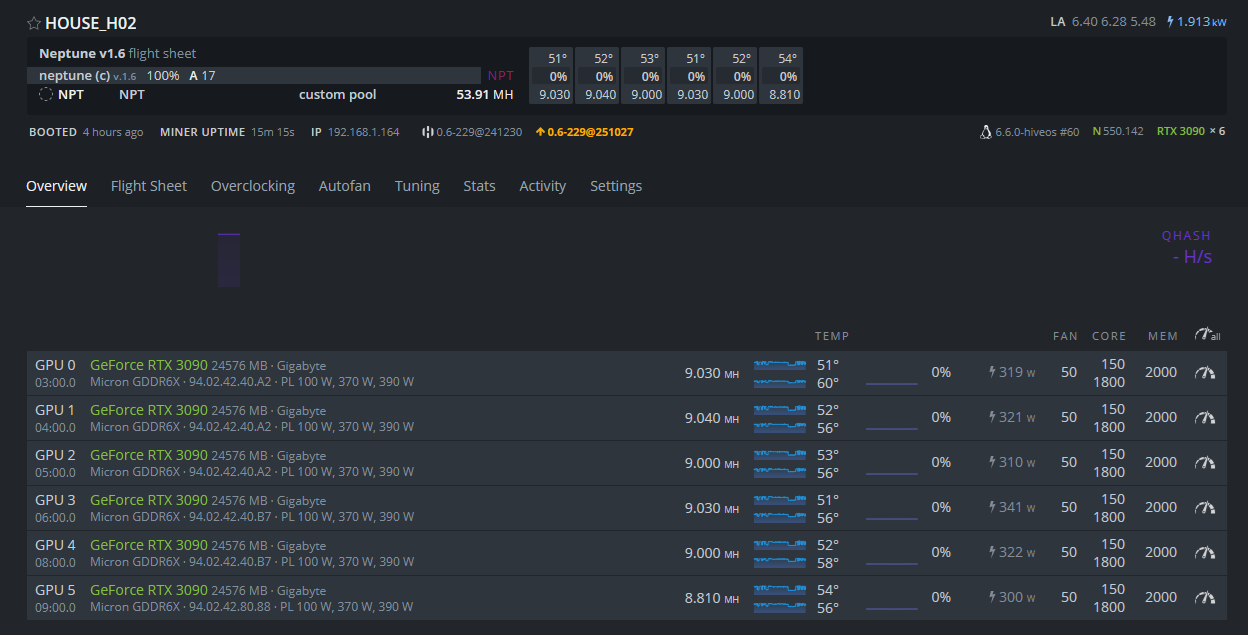 HOUSE_H02
LA 6.40 6.28 5.48 1.913 kW
Neptune v1.6 flight sheet
neptune (c) v.1.6 100% A 17 NPT
NPT NPT custom pool 53.91 MH
51° 52° 53° 51° 52° 54°
0% 0% 0% 0% 0% 0%
9.030 9.040 9.000 9.030 9.000 8.810
BOOTED 4 hours ago MINER UPTIME 15m 15s IP 192.168.1.164 0.6-229@241230 0.6-229@251027 6.6.0-hiveos #60 N 550.142 RTX 3090 × 6
Overview Flight Sheet Overclocking Autofan Tuning Stats Activity Settings
QHASH
- H/s
TEMP FAN CORE MEM all
GPU 0 GeForce RTX 3090 24576 MB · Gigabyte 9.030 MH 51° 0% 319 W 50 150 2000
03:00.0 Micron GDDR6X · 94.02.42.40.A2 · PL 100 W, 370 W, 390 W 60° 1800
GPU 1 GeForce RTX 3090 24576 MB · Gigabyte 9.040 MH 52° 0% 321 W 50 150 2000
04:00.0 Micron GDDR6X · 94.02.42.40.A2 · PL 100 W, 370 W, 390 W 56° 1800
GPU 2 GeForce RTX 3090 24576 MB · Gigabyte 9.000 MH 53° 0% 310 W 50 150 2000
05:00.0 Micron GDDR6X · 94.02.42.40.A2 · PL 100 W, 370 W, 390 W 56° 1800
GPU 3 GeForce RTX 3090 24576 MB · Gigabyte 9.030 MH 51° 0% 341 W 50 150 2000
06:00.0 Micron GDDR6X · 94.02.42.40.B7 · PL 100 W, 370 W, 390 W 56° 1800
GPU 4 GeForce RTX 3090 24576 MB · Gigabyte 9.000 MH 52° 0% 322 W 50 150 2000
08:00.0 Micron GDDR6X · 94.02.42.40.B7 · PL 100 W, 370 W, 390 W 58° 1800
GPU 5 GeForce RTX 3090 24576 MB · Gigabyte 8.810 MH 54° 0% 300 W 50 150 2000
09:00.0 Micron GDDR6X · 94.02.42.80.88 · PL 100 W, 370 W, 390 W 56° 1800